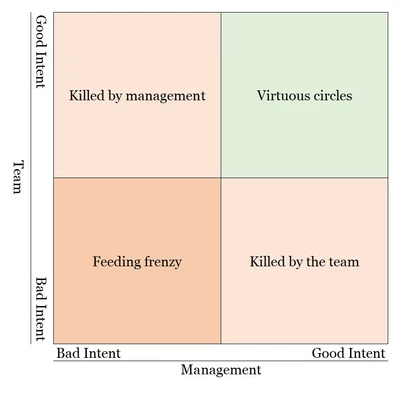 Good Intent
Team
Bad Intent
Killed by management
Virtuous circles
Feeding frenzy
Killed by the team
Bad Intent
Good Intent
Management